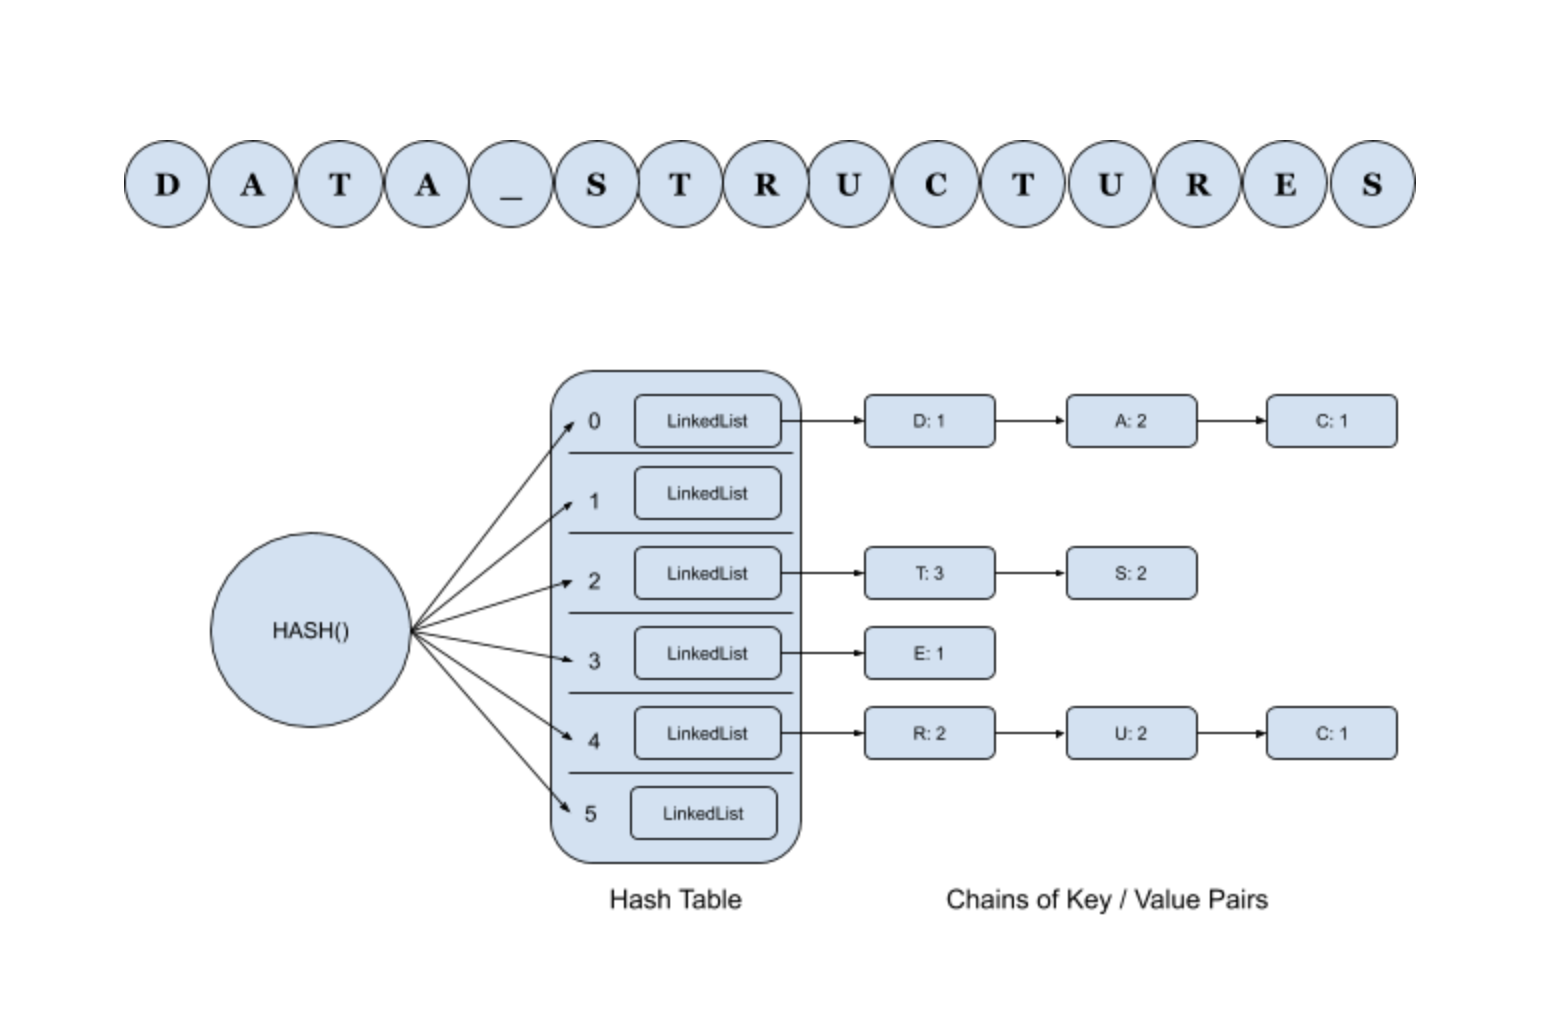 D A T A _ S T R U C T U R E S
0 LinkedList D: 1 A: 2 C: 1
1 LinkedList
2 LinkedList T: 3 S: 2
HASH()
3 LinkedList E: 1
4 LinkedList R: 2 U: 2 C: 1
5 LinkedList
Hash Table Chains of Key / Value Pairs